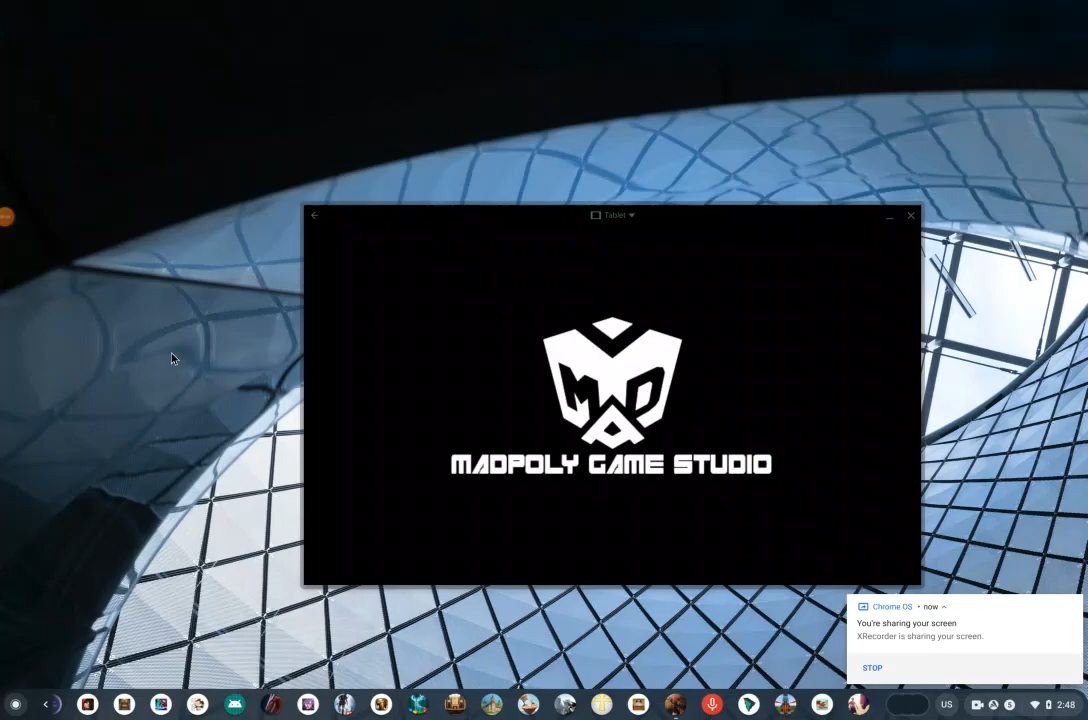 Tablet
MAD
MADPOLY GAME STUDIO
Chrome OS • now
You're sharing your screen
XRecorder is sharing your screen.
STOP
US
2:48